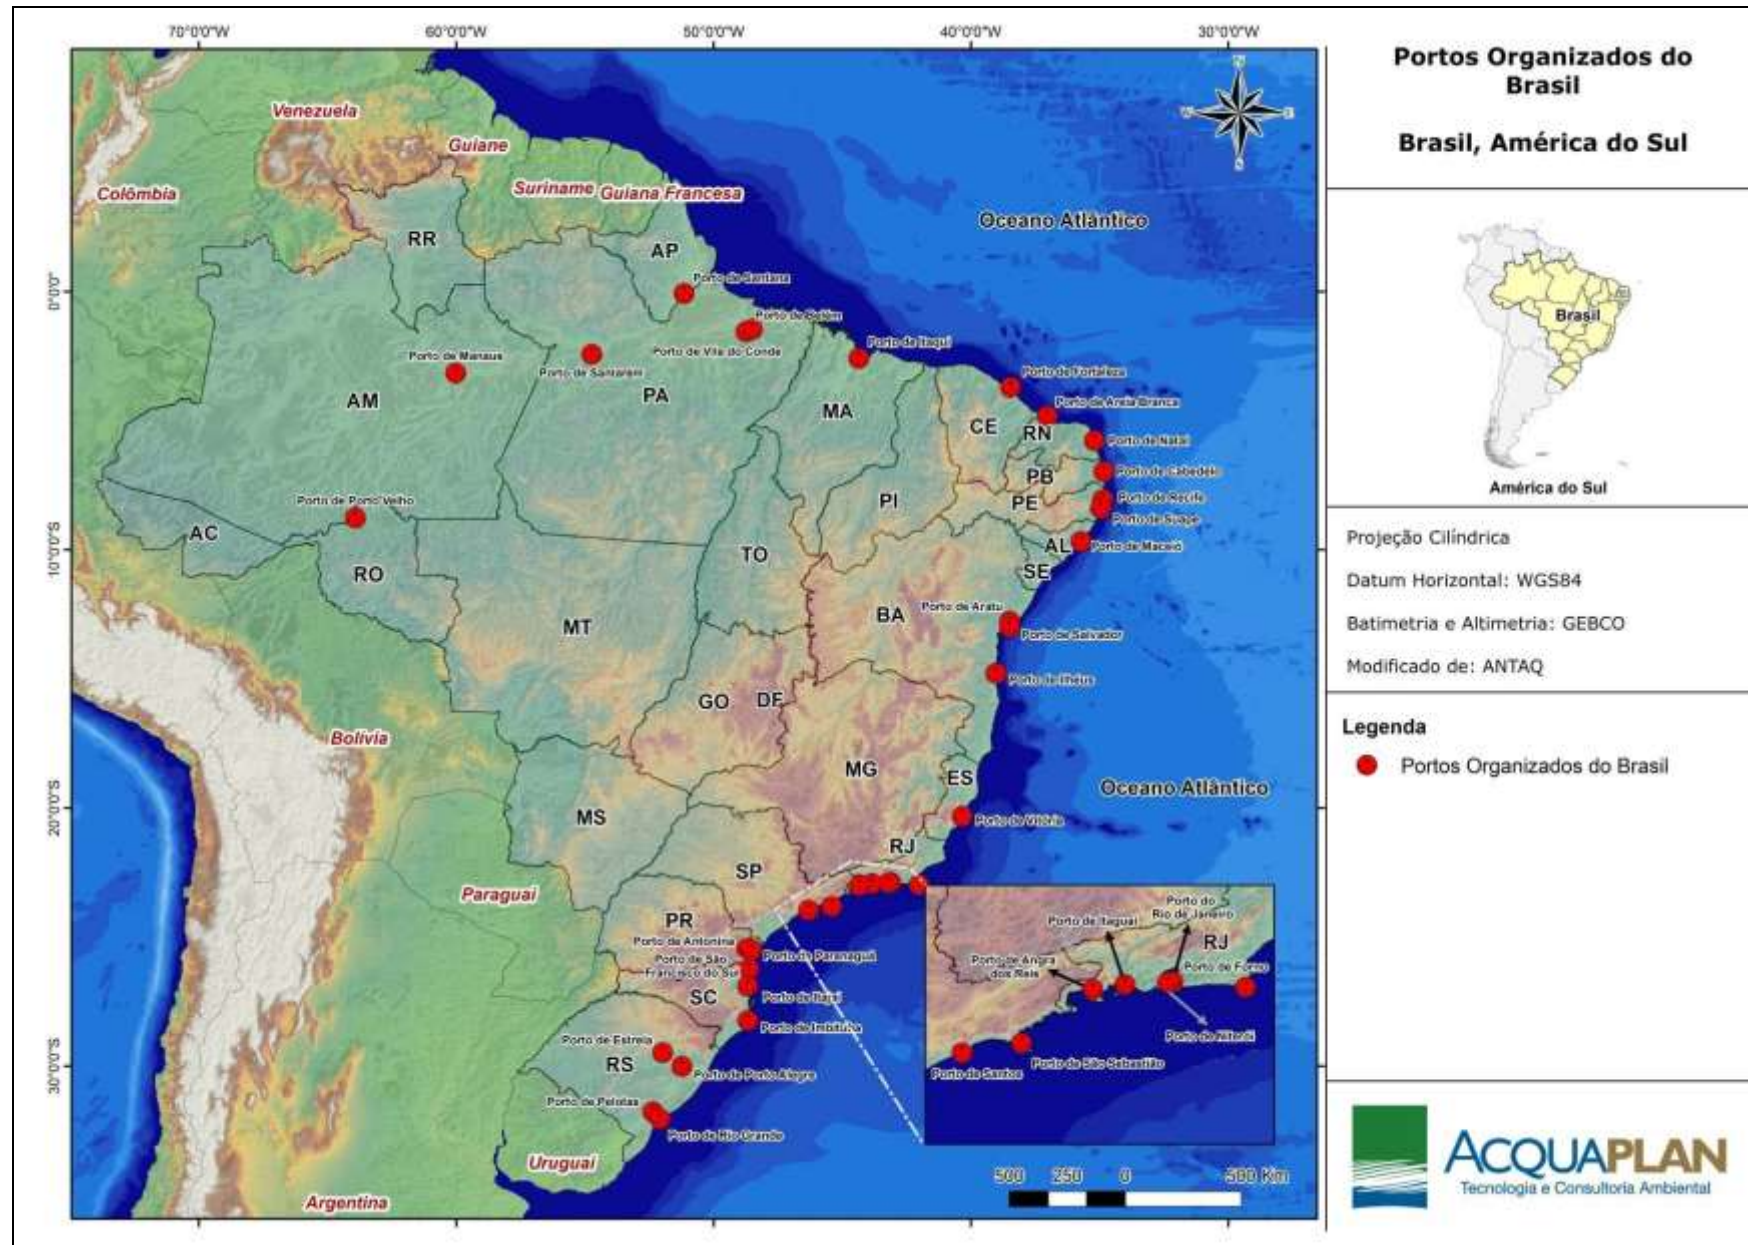 70°0'0"W
60°0'0"W
50°0'0"W
40°0'0"W
30°0'0"W
0°0'0"
10°0'0"S
20°0'0"S
30°0'0"S
N
W
E
S
Venezuela
Guiane
Colômbia
Suriname
Guiana Francesa
Oceano Atlântico
RR
AP
Porto de Santana
Porto de Belém
Porto de Vila do Conde
Porto de Itaqui
Porto de Manaus
Porto de Santarém
Porto de Fortaleza
AM
PA
MA
Porto de Areia Branca
CE
RN
Porto de Natal
PB
Porto de Cabedelo
PI
PE
Porto de Recife
Porto de Suape
Porto de Porto Velho
AC
RO
TO
AL
Porto de Maceió
SE
MT
BA
Porto de Aratu
Porto de Salvador
Porto de Ilhéus
GO
DF
Bolívia
MG
ES
Oceano Atlântico
MS
Porto de Vitória
RJ
SP
Paraguai
PR
Porto de Antonina
Porto de Paranaguá
Porto de São
Francisco do Sul
SC
Porto de Itajaí
Porto de Imbituba
Porto de Estrela
RS
Porto de Porto Alegre
Porto de Pelotas
Porto de Rio Grande
Uruguai
Argentina
Porto do
Rio de Janeiro
Porto de Itaguaí
RJ
Porto de Angra
dos Reis
Porto de Forno
Porto de Niterói
Porto de São Sebastião
Porto de Santos
500 250 0 500 Km
Portos Organizados do
Brasil
Brasil, América do Sul
Brasil
América do Sul
Projeção Cilíndrica
Datum Horizontal: WGS84
Batimetria e Altimetria: GEBCO
Modificado de: ANTAQ
Legenda
Portos Organizados do Brasil
ACQUAPLAN
Tecnologia e Consultoria Ambiental